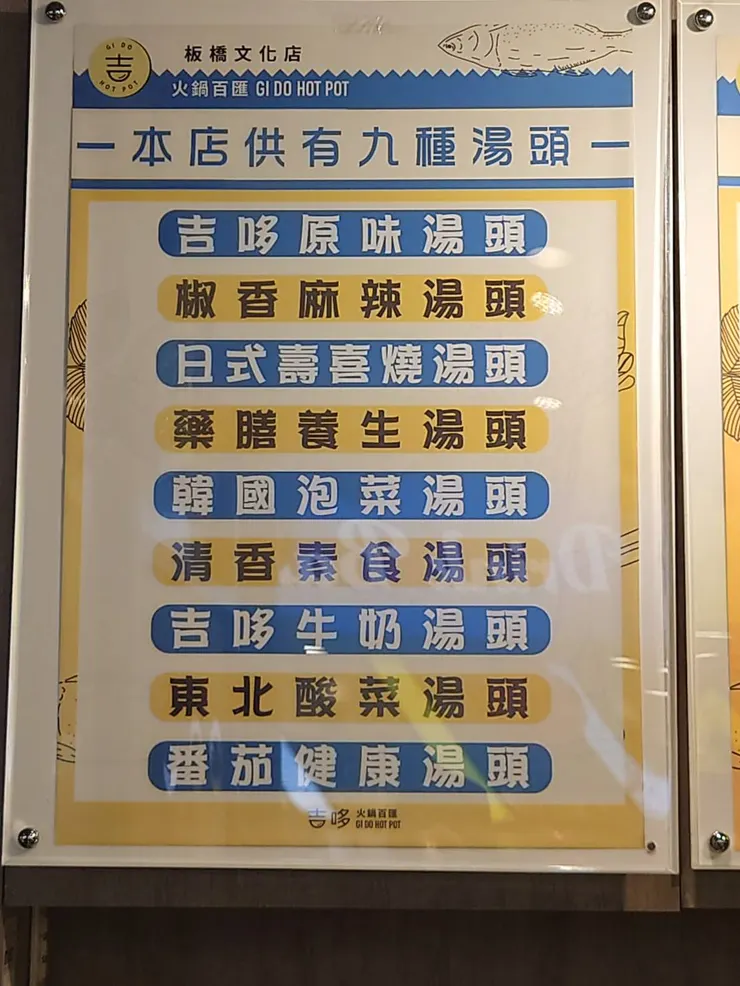 GI DO
吉
HOT POT
板橋文化店
火鍋百匯 GI DO HOT POT
本店供有九種湯頭
吉哆原味湯頭
椒香麻辣湯頭
日式壽喜燒湯頭
藥膳養生湯頭
韓國泡菜湯頭
清香素食湯頭
吉哆牛奶湯頭
東北酸菜湯頭
番茄健康湯頭
吉哆 火鍋百匯
GI DO HOT POT